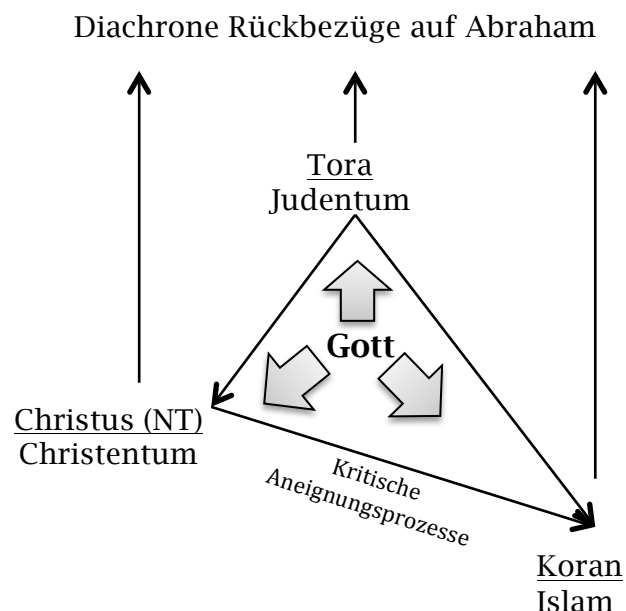 Diachrone Rückbezüge auf Abraham
Tora
Judentum
Gott
Christus (NT)
Christentum
Kritische
Aneignungsprozesse
Koran
Islam